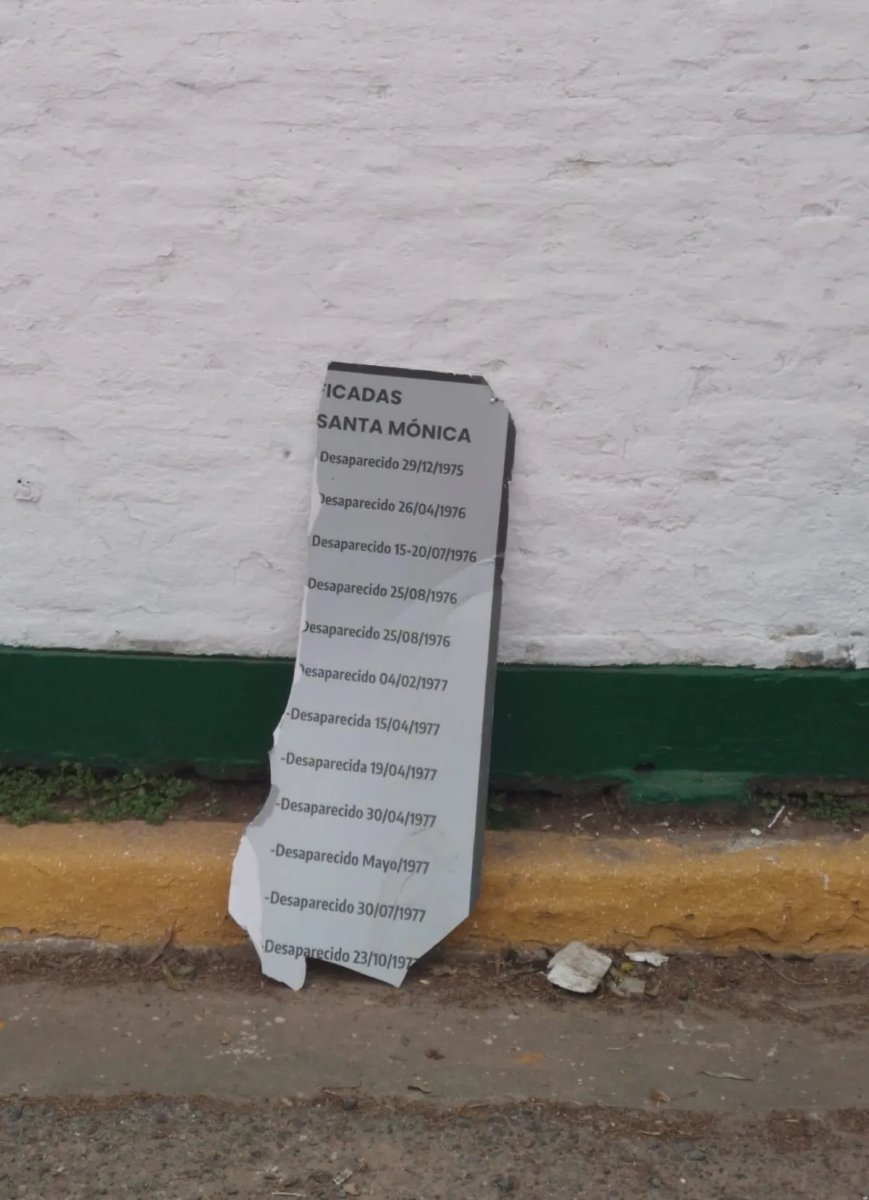 FICADAS
SANTA MÓNICA
Desaparecido 29/12/1975
Desaparecido 26/04/1976
Desaparecido 15-20/07/1976
Desaparecido 25/08/1976
Desaparecido 25/08/1976
Desaparecido 04/02/1977
-Desaparecida 15/04/1977
-Desaparecida 19/04/1977
-Desaparecido 30/04/1977
-Desaparecido Mayo/1977
-Desaparecido 30/07/1977
-Desaparecido 23/10/1977